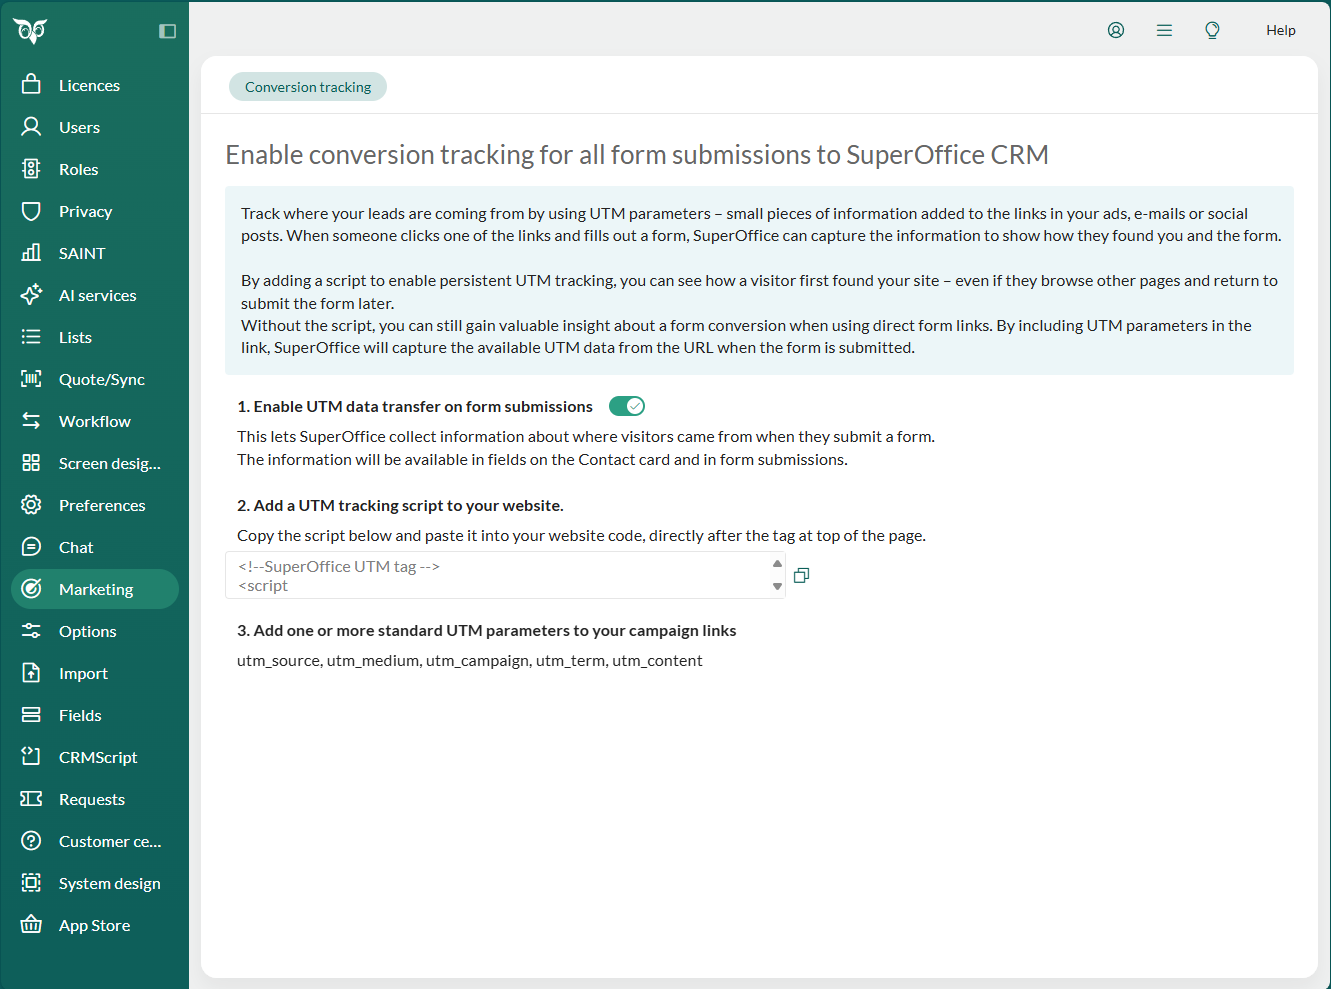 Help
Licences
Users
Roles
Privacy
SAINT
AI services
Lists
Quote/Sync
Workflow
Screen desig...
Preferences
Chat
Marketing
Options
Import
Fields
CRMScript
Requests
Customer ce...
System design
App Store
Conversion tracking
Enable conversion tracking for all form submissions to SuperOffice CRM
Track where your leads are coming from by using UTM parameters – small pieces of information added to the links in your ads, e-mails or social
posts. When someone clicks one of the links and fills out a form, SuperOffice can capture the information to show how they found you and the form.
By adding a script to enable persistent UTM tracking, you can see how a visitor first found your site – even if they browse other pages and return to
submit the form later.
Without the script, you can still gain valuable insight about a form conversion when using direct form links. By including UTM parameters in the
link, SuperOffice will capture the available UTM data from the URL when the form is submitted.
1. Enable UTM data transfer on form submissions
This lets SuperOffice collect information about where visitors came from when they submit a form.
The information will be available in fields on the Contact card and in form submissions.
2. Add a UTM tracking script to your website.
Copy the script below and paste it into your website code, directly after the tag at top of the page.
<!--SuperOffice UTM tag -->
<script
3. Add one or more standard UTM parameters to your campaign links
utm_source, utm_medium, utm_campaign, utm_term, utm_content